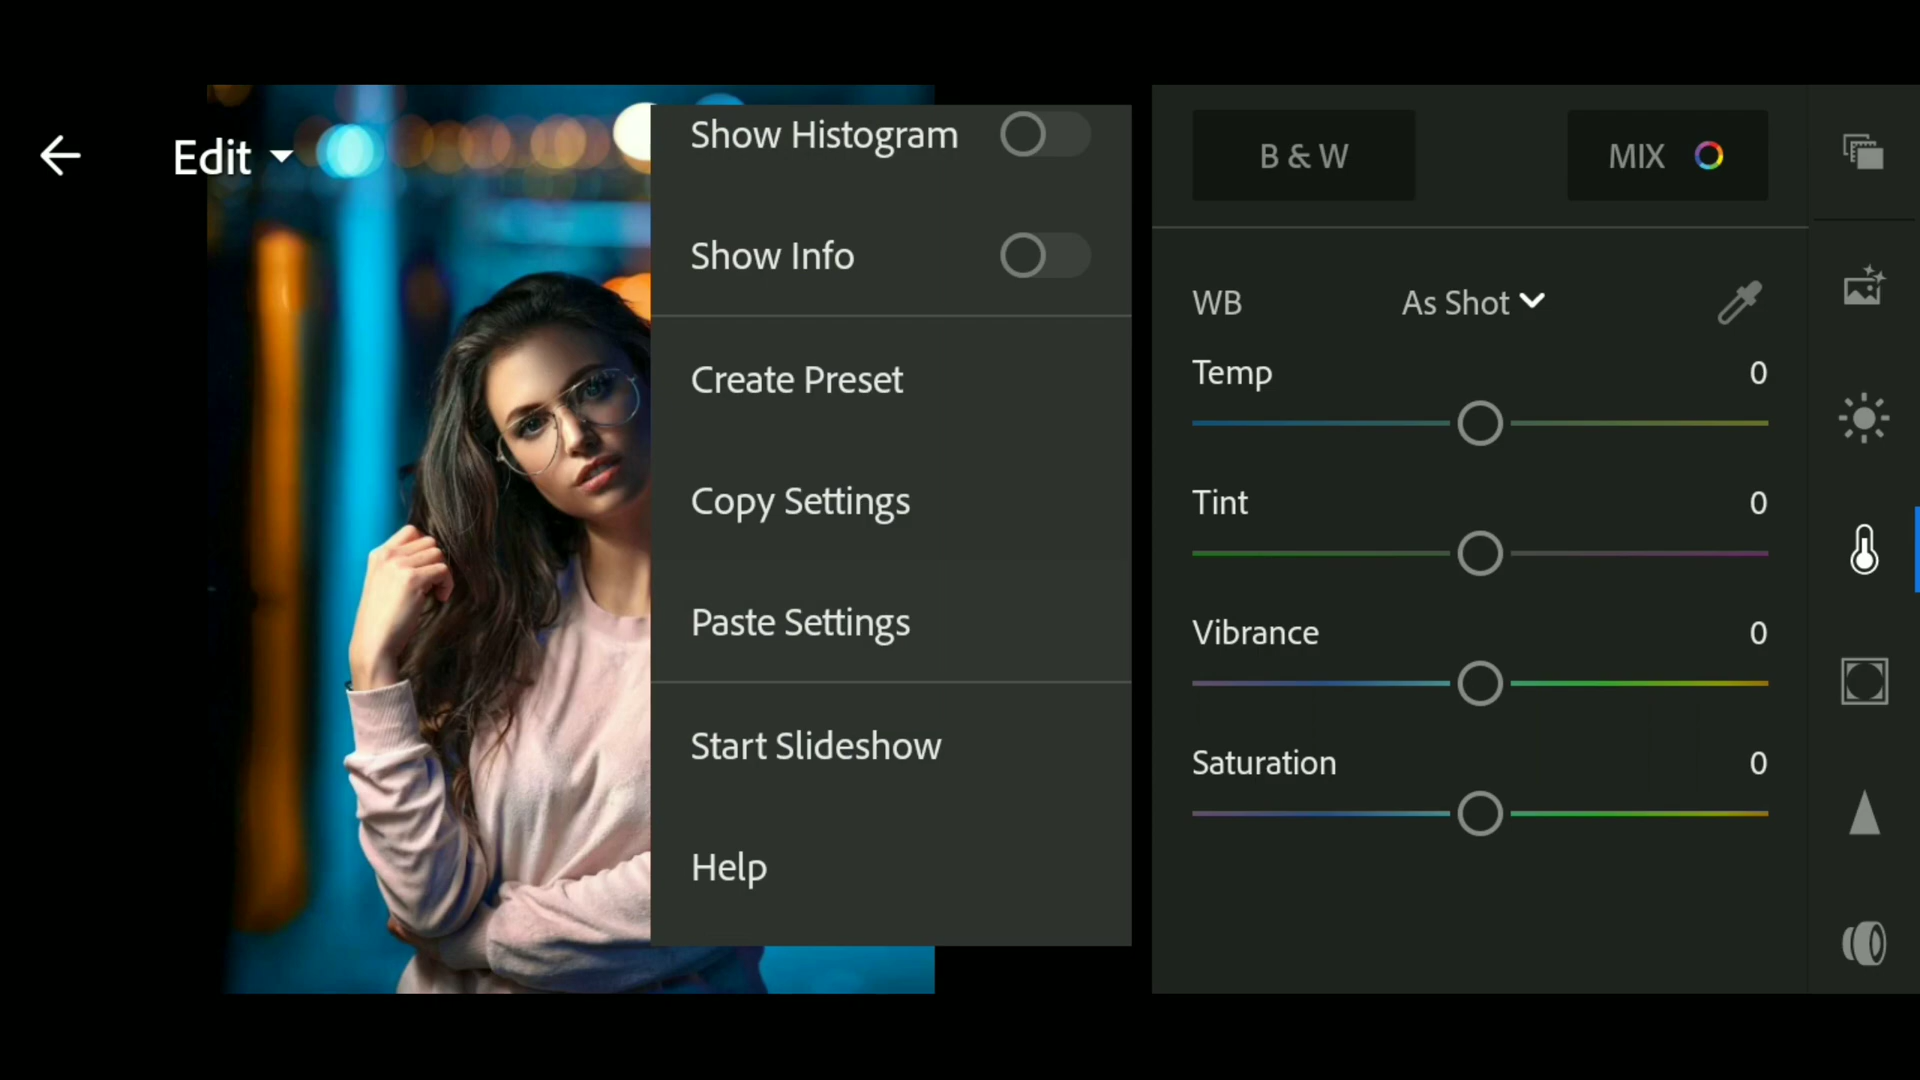 Edit
Show Histogram
Show Info
Create Preset
Copy Settings
Paste Settings
Start Slideshow
Help
B & W
MIX
WB
As Shot
Temp
0
Tint
0
Vibrance
0
Saturation
0